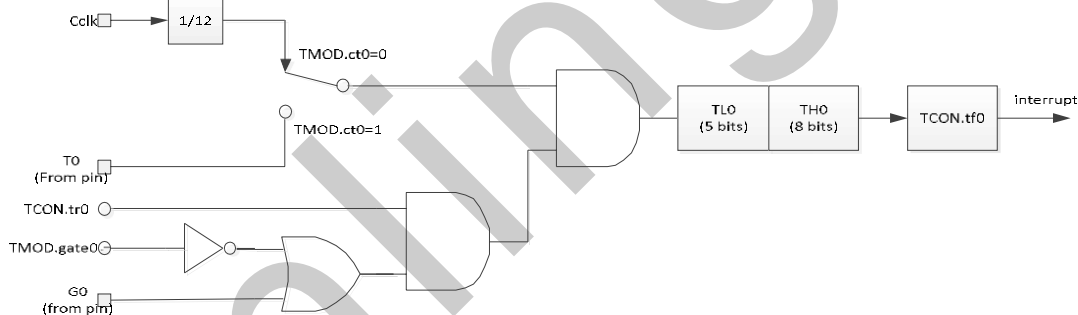 Cclk
1/12
TMOD.ct0=0
TMOD.ct0=1
T0
(From pin)
TCON.tr0
TMOD.gate0
G0
(from pin)
TL0
(5 bits)
TH0
(8 bits)
TCON.tf0
interrupt